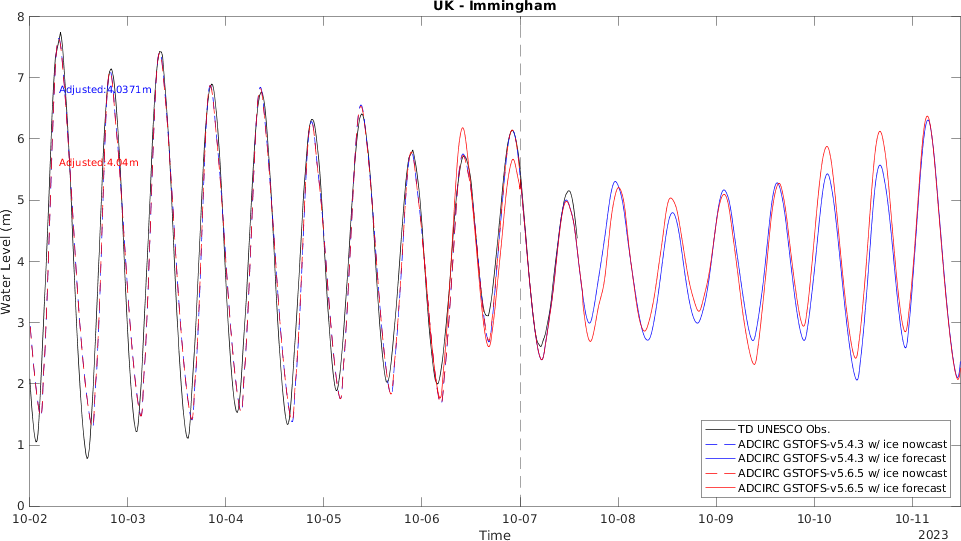 UK - Immingham
8
7
6
5
4
3
2
1
0
Water Level (m)
Adjusted:4.0371m
Adjusted:4.04m
TD UNESCO Obs.
ADCIRC GSTOFS-v5.4.3 w/ ice nowcast
ADCIRC GSTOFS-v5.4.3 w/ ice forecast
ADCIRC GSTOFS-v5.6.5 w/ ice nowcast
ADCIRC GSTOFS-v5.6.5 w/ ice forecast
10-02 10-03 10-04 10-05 10-06 10-07 10-08 10-09 10-10 10-11
Time
2023